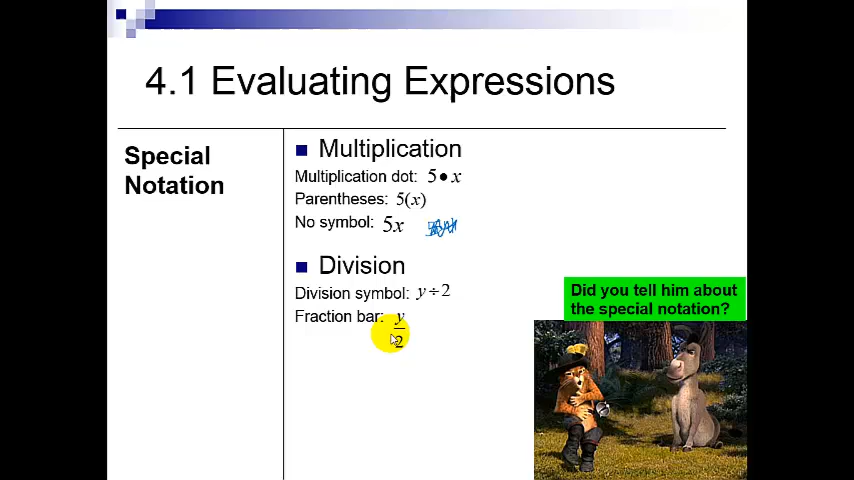 4.1 Evaluating Expressions
Special
Notation
Multiplication
Multiplication dot: 5 • x
Parentheses: 5(x)
No symbol: 5x
Division
Division symbol: y ÷ 2
Fraction bar: y
2
Did you tell him about
the special notation?